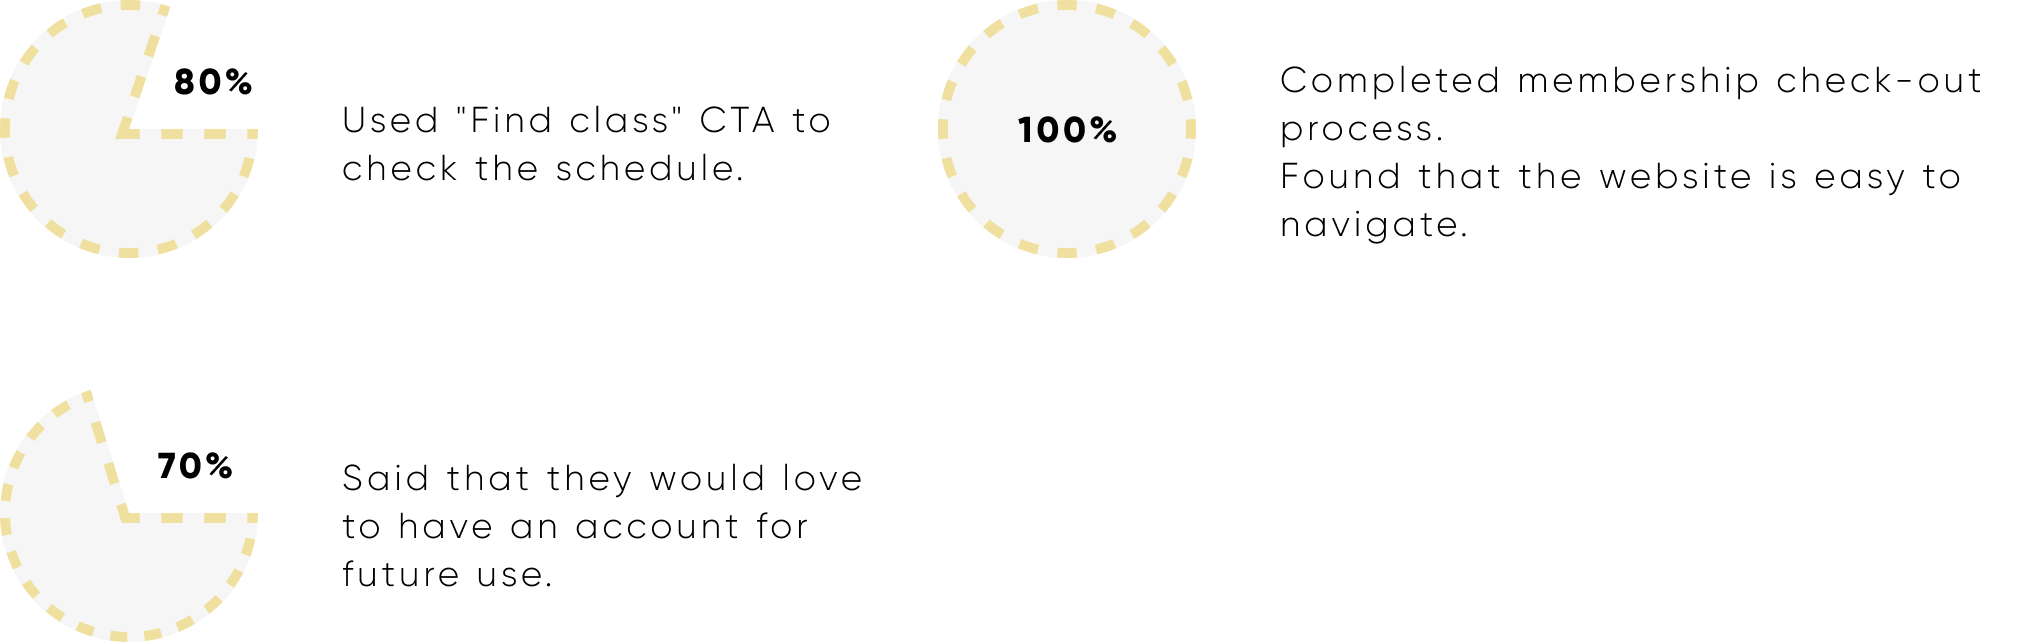 80%
Used "Find class" CTA to
check the schedule.
100%
Completed membership check-out
process.
Found that the website is easy to
navigate.
70%
Said that they would love
to have an account for
future use.